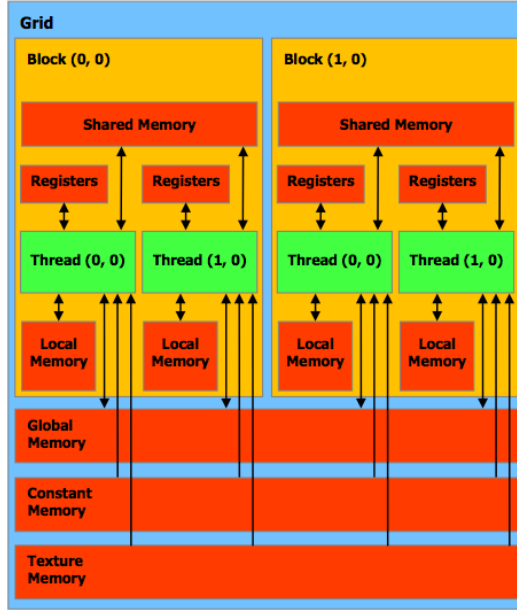 Grid
Block (0, 0)
Block (1, 0)
Shared Memory
Shared Memory
Registers
Registers
Registers
Registers
Thread (0, 0)
Thread (1, 0)
Thread (0, 0)
Thread (1, 0)
Local
Memory
Local
Memory
Local
Memory
Local
Memory
Global
Memory
Constant
Memory
Texture
Memory